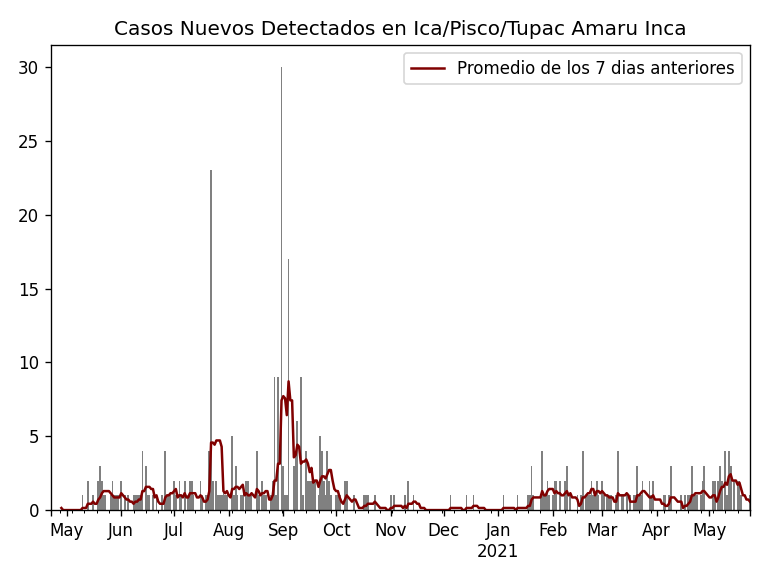 Casos Nuevos Detectados en Ica/Pisco/Tupac Amaru Inca
Promedio de los 7 dias anteriores
30
25
20
15
10
5
0
May Jun Jul Aug Sep Oct Nov Dec Jan Feb Mar Apr May
2021